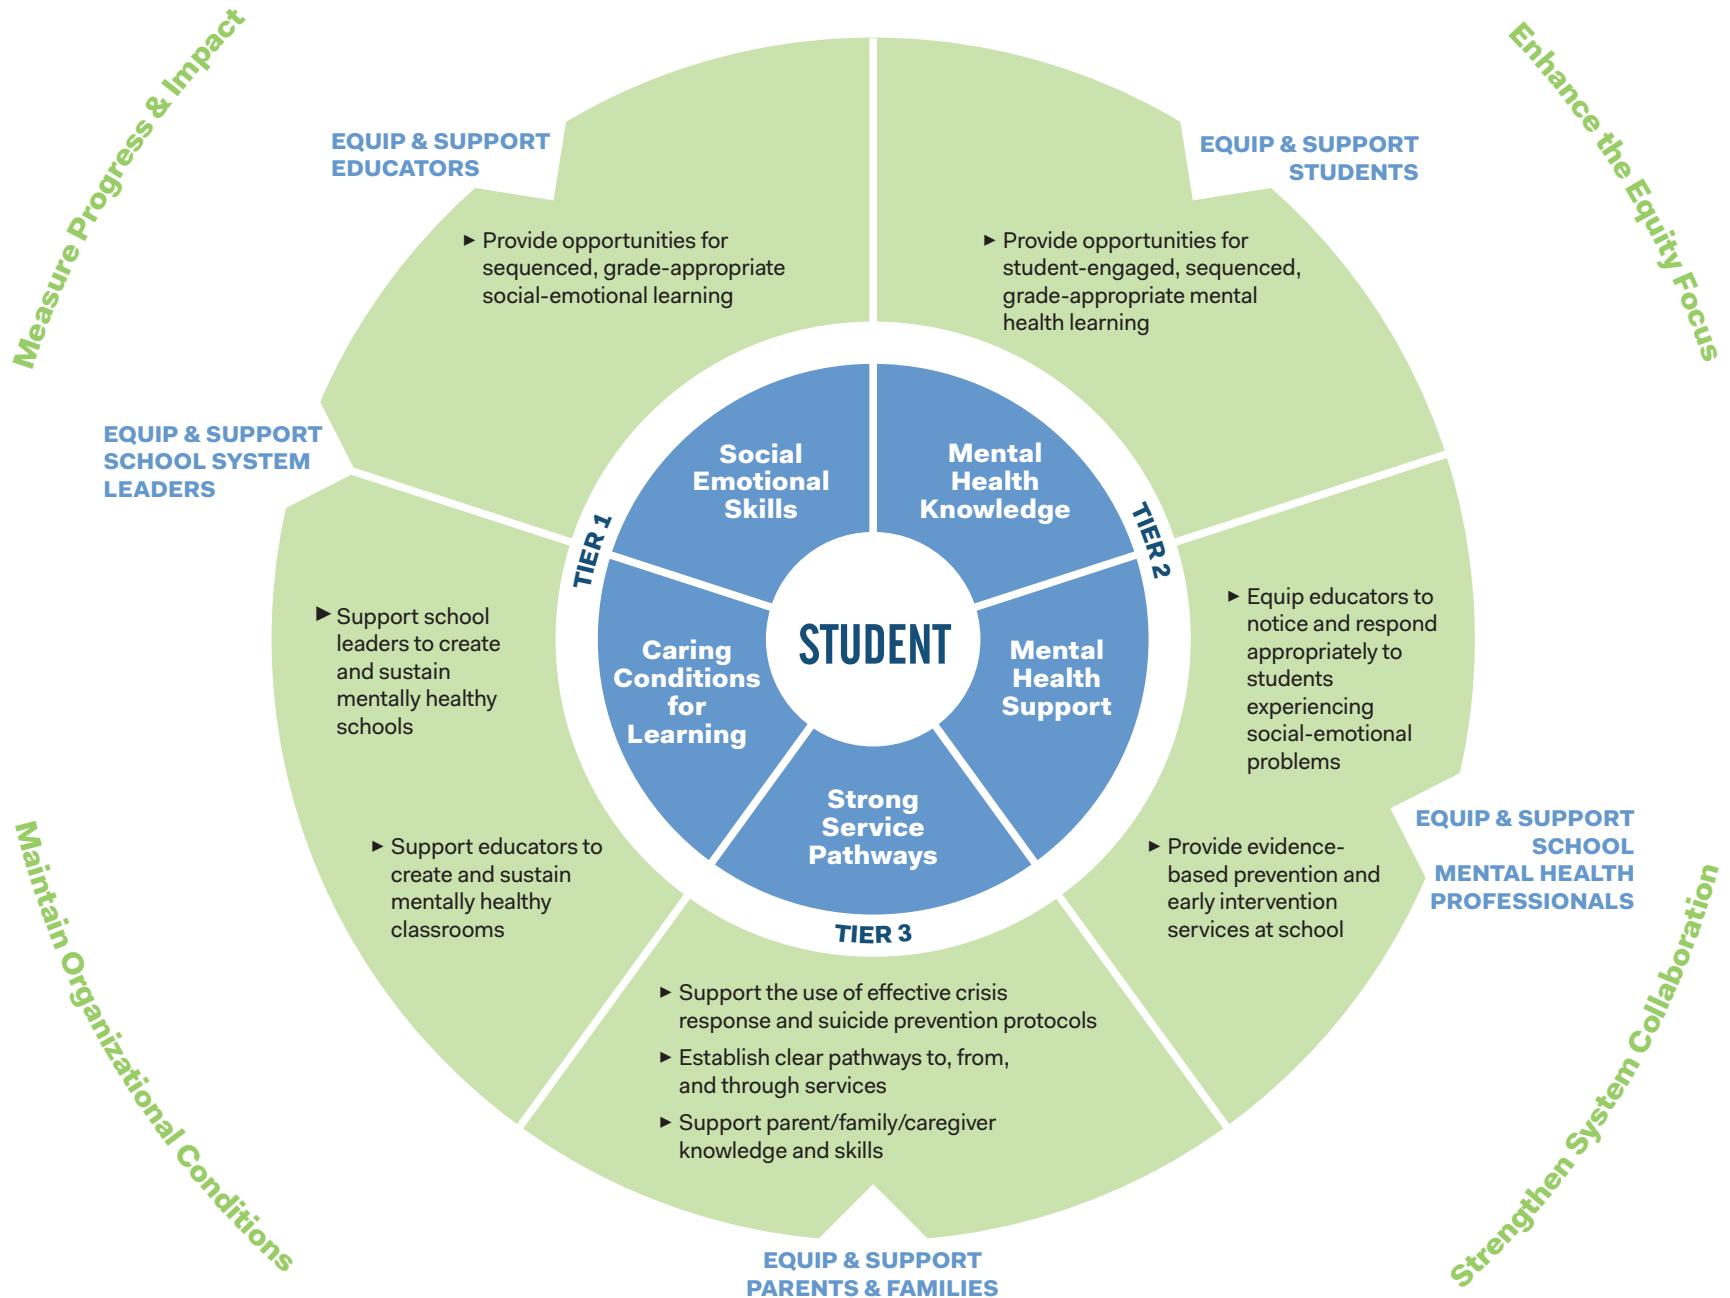 Measure Progress & Impact
Enhance the Equity Focus
EQUIP & SUPPORT
EDUCATORS
EQUIP & SUPPORT
STUDENTS
► Provide opportunities for
sequenced, grade-appropriate
social-emotional learning
► Provide opportunities for
student-engaged, sequenced,
grade-appropriate mental
health learning
EQUIP & SUPPORT
SCHOOL SYSTEM
LEADERS
Social
Emotional
Skills
Mental
Health
Knowledge
TIER 1
TIER 2
STUDENT
Caring
Conditions
for
Learning
Mental
Health
Support
Strong
Service
Pathways
TIER 3
► Support school
leaders to create
and sustain
mentally healthy
schools
► Equip educators to
notice and respond
appropriately to
students
experiencing
social-emotional
problems
► Support educators to
create and sustain
mentally healthy
classrooms
► Provide evidence-
based prevention and
early intervention
services at school
EQUIP & SUPPORT
SCHOOL
MENTAL HEALTH
PROFESSIONALS
► Support the use of effective crisis
response and suicide prevention protocols
► Establish clear pathways to, from,
and through services
► Support parent/family/caregiver
knowledge and skills
EQUIP & SUPPORT
PARENTS & FAMILIES
Maintain Organizational Conditions
Strengthen System Collaboration